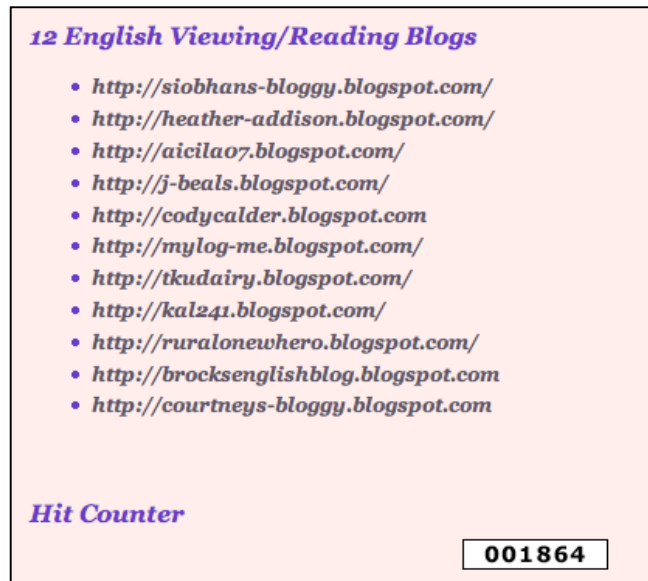 12 English Viewing/Reading Blogs
http://siobhans-bloggy.blogspot.com/
http://heather-addison.blogspot.com/
http://aicila07.blogspot.com/
http://j-beals.blogspot.com/
http://codycalder.blogspot.com
http://mylog-me.blogspot.com/
http://tkudairy.blogspot.com/
http://kal241.blogspot.com/
http://ruralonewhero.blogspot.com/
http://brocksenglishblog.blogspot.com
http://courtneys-bloggy.blogspot.com
Hit Counter
001864